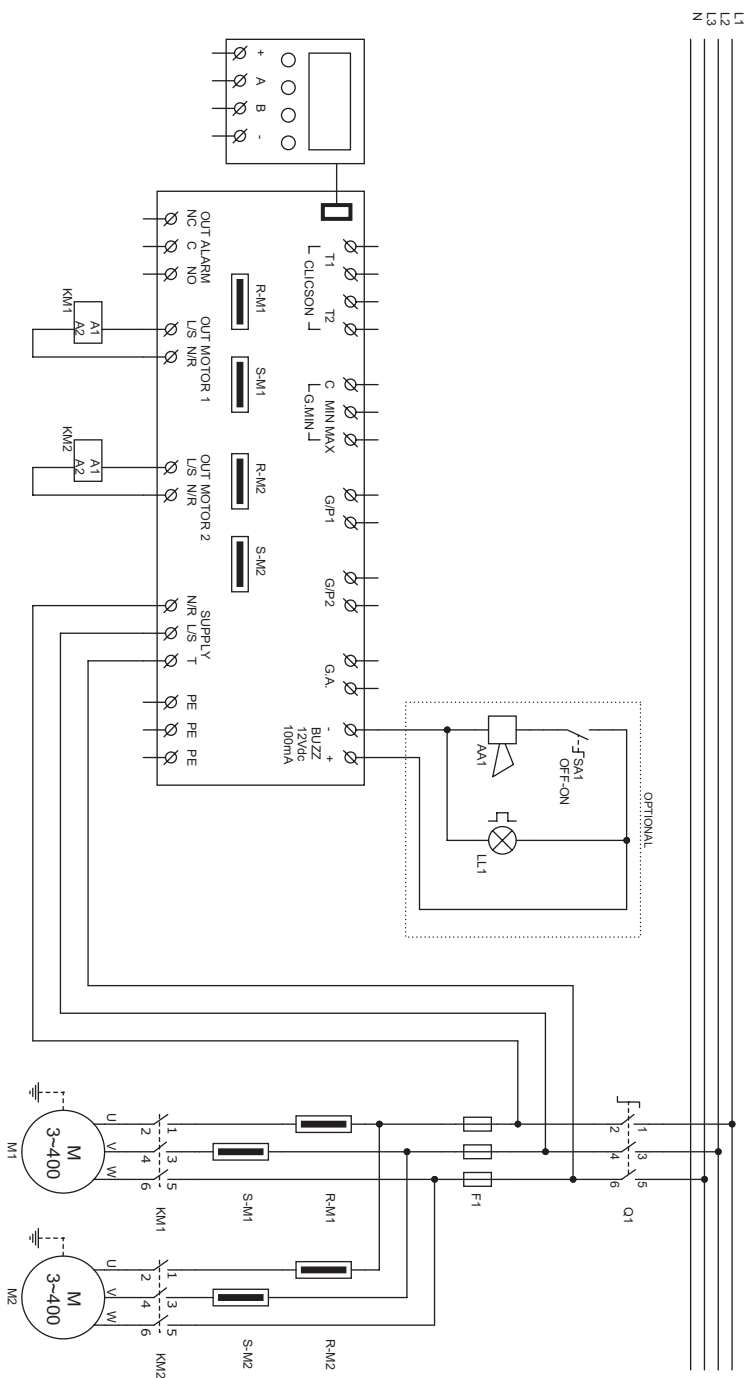 L1
L2
L3
N
+ A B -
T1 T2
CLICSON
C MIN MAX
G.MIN
G/P1
G/P2
G.A.
- +
BUZZ
12Vdc
100mA
R-M1 S-M1 R-M2 S-M2
OUT ALARM
NC C NO
OUT MOTOR 1
L/S N/R
OUT MOTOR 2
L/S N/R
SUPPLY
N/R L/S T
PE PE PE
KM1
A1
A2
KM2
A1
A2
OPTIONAL
SA1
OFF-ON
AA1
LL1
Q1
1 3 5
2 4 6
F1
R-M1
S-M1
KM1
1 3 5
2 4 6
U V W
M
3~400
M1
R-M2
S-M2
KM2
1 3 5
2 4 6
U V W
M
3~400
M2